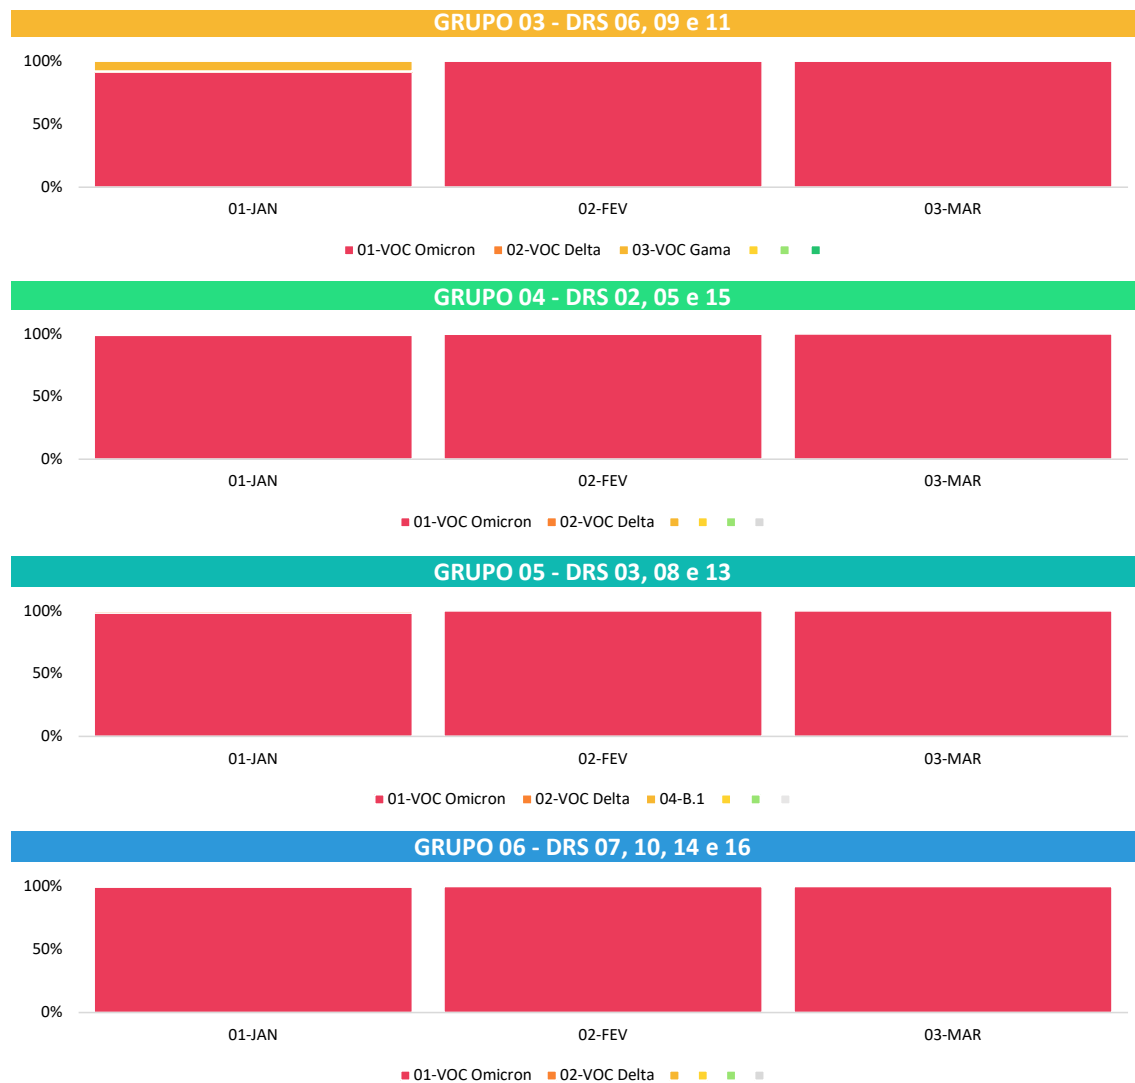 GRUPO 03 - DRS 06, 09 e 11
100%
50%
0%
01-JAN 02-FEV 03-MAR
01-VOC Omicron 02-VOC Delta 03-VOC Gama
GRUPO 04 - DRS 02, 05 e 15
100%
50%
0%
01-JAN 02-FEV 03-MAR
01-VOC Omicron 02-VOC Delta
GRUPO 05 - DRS 03, 08 e 13
100%
50%
0%
01-JAN 02-FEV 03-MAR
01-VOC Omicron 02-VOC Delta 04-B.1
GRUPO 06 - DRS 07, 10, 14 e 16
100%
50%
0%
01-JAN 02-FEV 03-MAR
01-VOC Omicron 02-VOC Delta